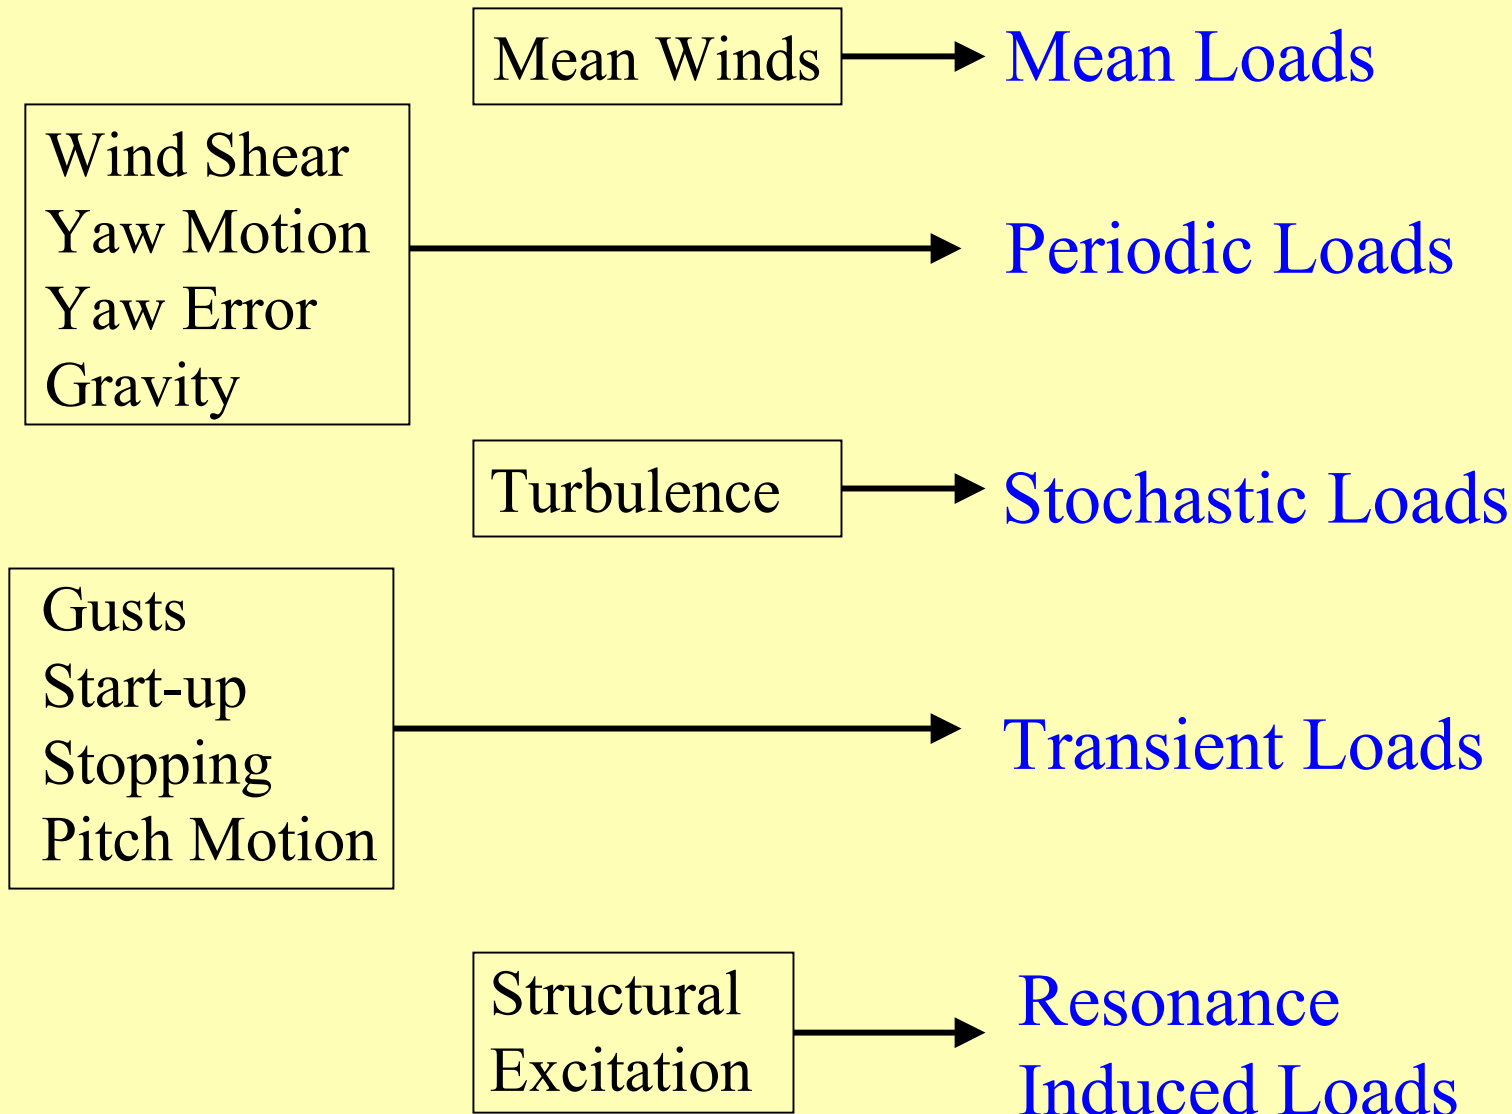 Mean Winds
Mean Loads
Wind Shear
Yaw Motion
Yaw Error
Gravity
Periodic Loads
Turbulence
Stochastic Loads
Gusts
Start-up
Stopping
Pitch Motion
Transient Loads
Structural
Excitation
Resonance
Induced Loads